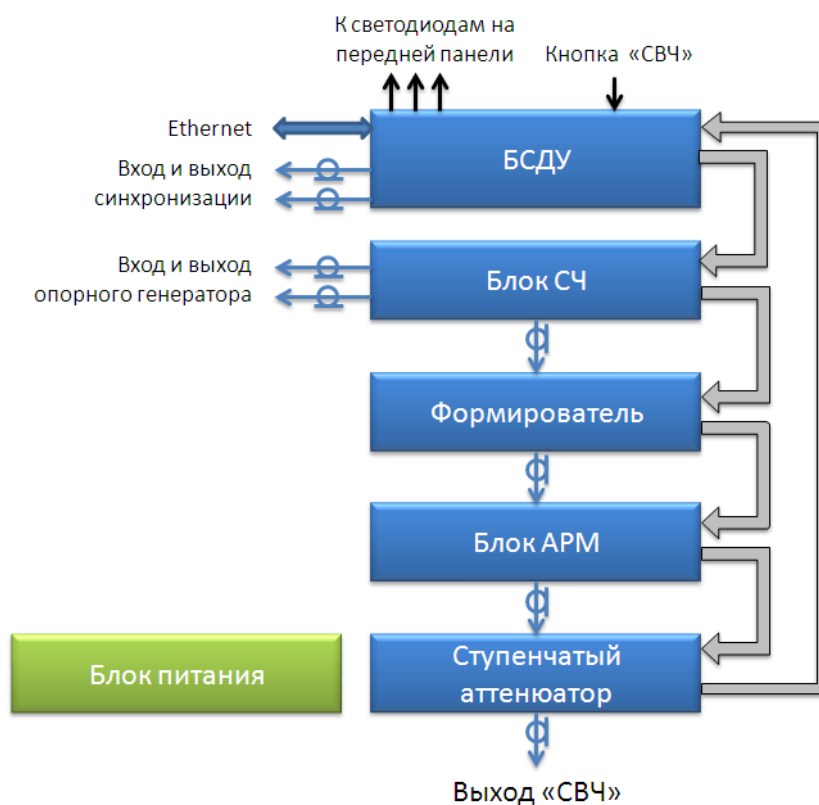 К светодиодам на
передней панели
Кнопка «СВЧ»
Ethernet
БСДУ
Вход и выход
синхронизации
Вход и выход
опорного генератора
Блок СЧ
Формирователь
Блок АРМ
Блок питания
Ступенчатый
аттенюатор
Выход «СВЧ»